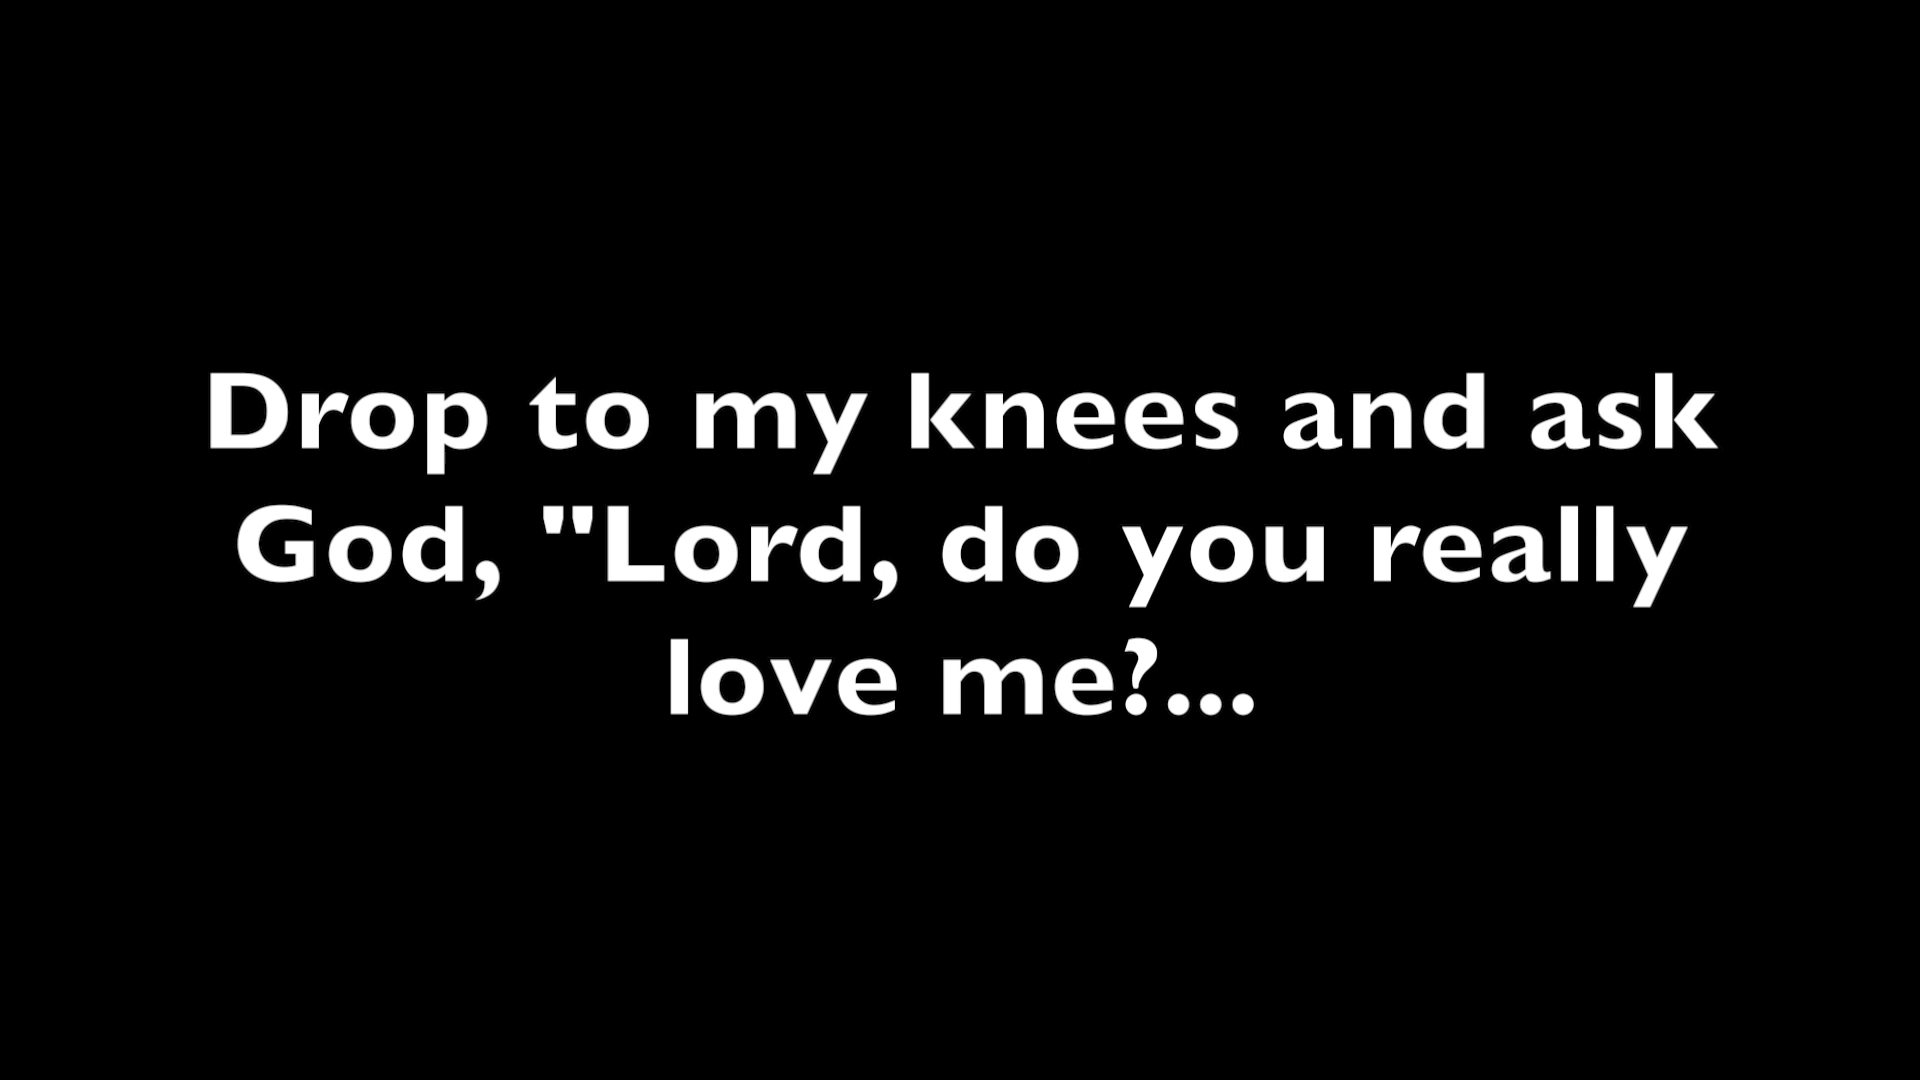 Drop to my knees and ask
God, "Lord, do you really
love me?...